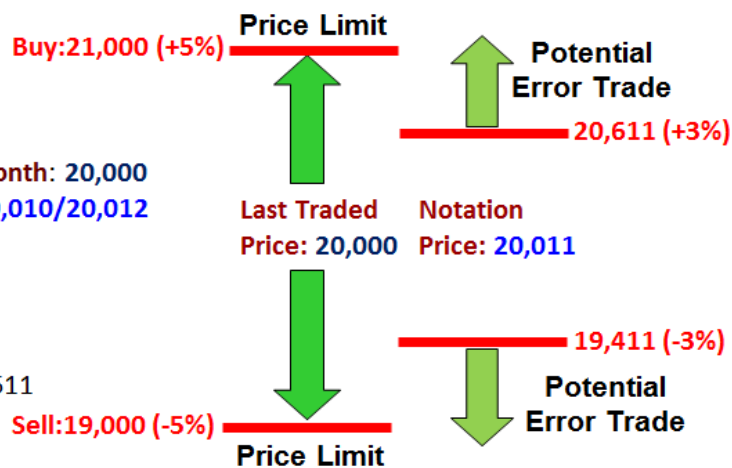 Price Limit
Buy:21,000 (+5%)
Potential
Error Trade
20,611 (+3%)
onth: 20,000
,010/20,012
Last Traded
Price: 20,000
Notation
Price: 20,011
19,411 (-3%)
511
Potential
Error Trade
Sell:19,000 (-5%)
Price Limit